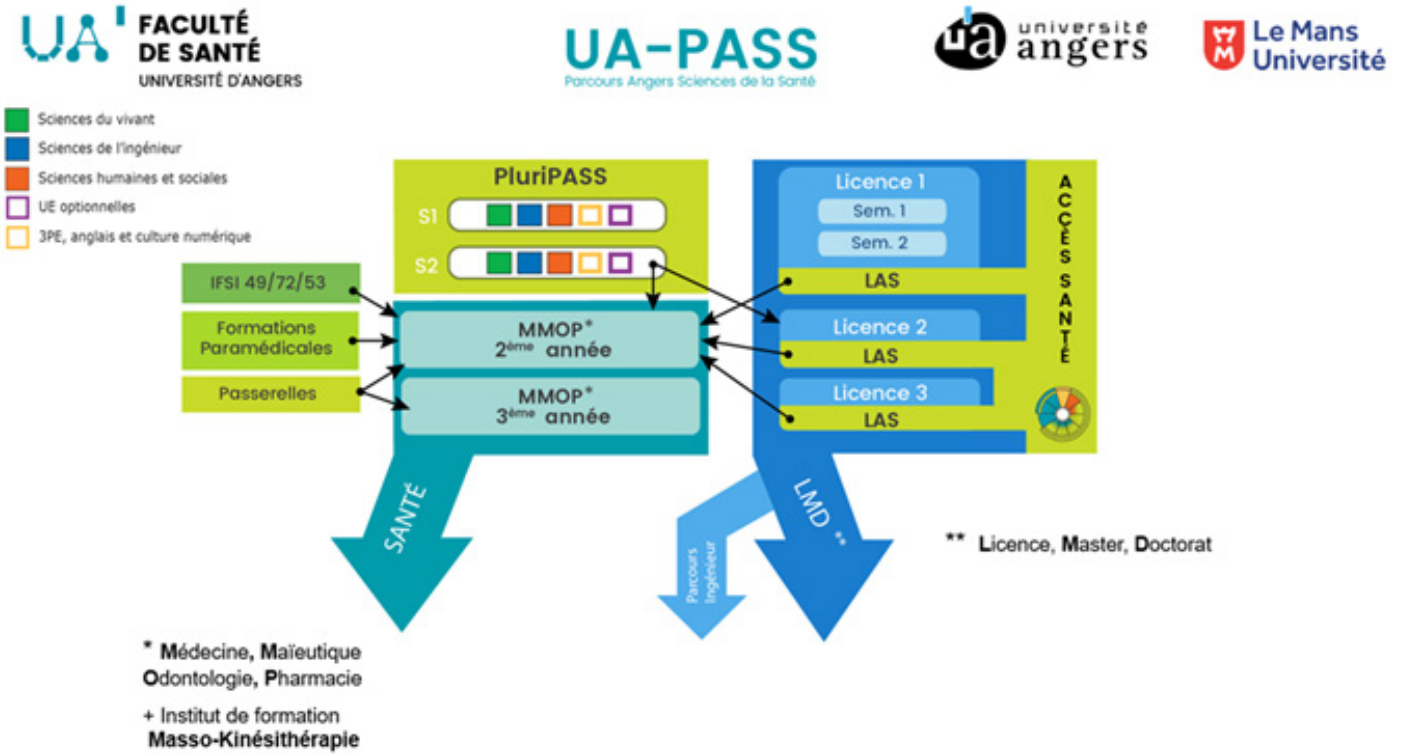 UA'
FACULTÉ
DE SANTÉ
UNIVERSITÉ D'ANGERS
UA-PASS
Parcours Angers Sciences de la Santé
ua
université
angers
Le Mans
Université
Sciences du vivant
Sciences de l'ingénieur
Sciences humaines et sociales
UE optionnelles
3PE, anglais et culture numérique
PluriPASS
S1
S2
IFSI 49/72/53
Formations
Paramédicales
Passerelles
MMOP*
2ème année
MMOP*
3ème année
Licence 1
Sem. 1
Sem. 2
LAS
Licence 2
LAS
Licence 3
LAS
ACCÈS SANTÉ
SANTÉ
Parcours
Ingénieur
LMD **
** Licence, Master, Doctorat
* Médecine, Maïeutique
Odontologie, Pharmacie
+ Institut de formation
Masso-Kinésithérapie